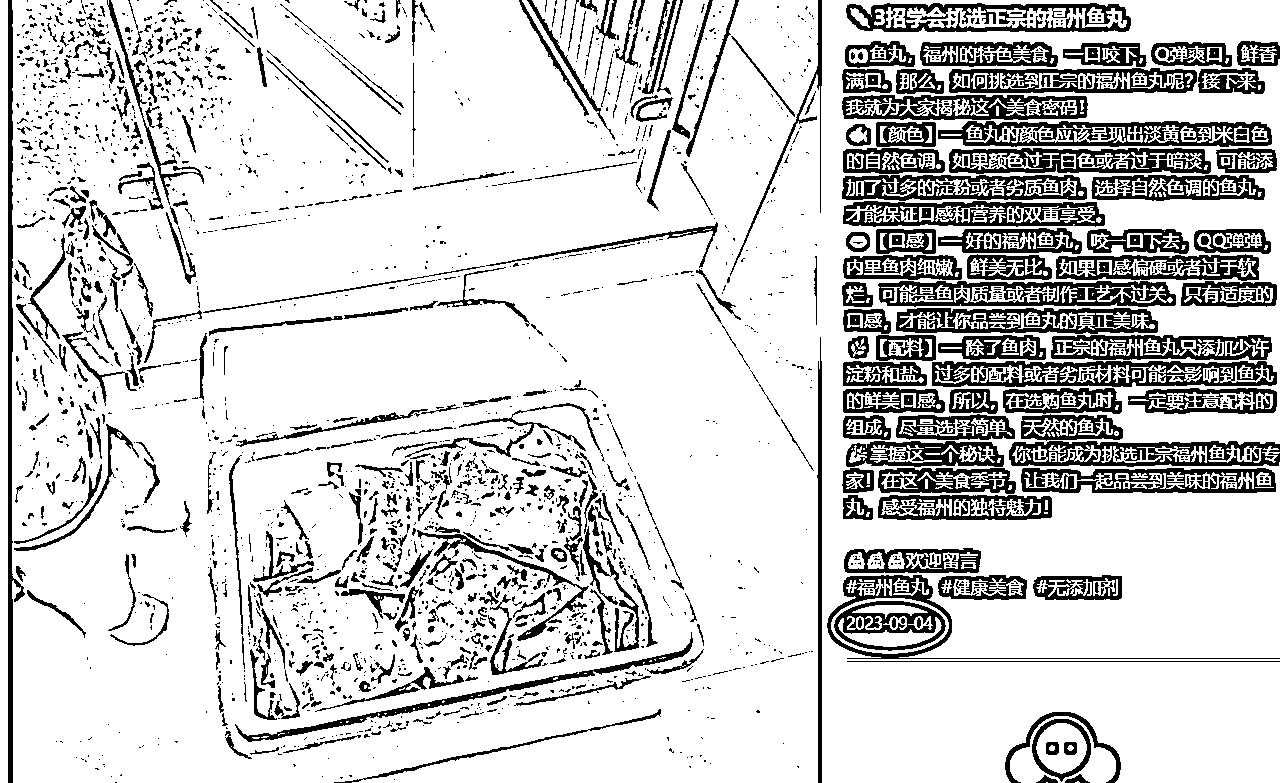 3招学会挑选正宗的福州鱼丸
鱼丸，福州的特色美食，一口咬下，Q弹爽口，鲜香
满口。那么，如何挑选到正宗的福州鱼丸呢？接下来，
我就为大家揭秘这个美食密码！
【颜色】—鱼丸的颜色应该呈现出淡黄色到米白色
的自然色调。如果颜色过于白色或者过于暗淡，可能添
加了过多的淀粉或者劣质鱼肉。选择自然色调的鱼丸，
才能保证口感和营养的双重享受。
【口感】—好的福州鱼丸，咬一口下去，QQ弹弹，
内里鱼肉细嫩，鲜美无比。如果口感偏硬或者过于软
烂，可能是鱼肉质量或者制作工艺不过关。只有适度的
口感，才能让你品尝到鱼丸的真正美味。
【配料】—除了鱼肉，正宗的福州鱼丸只添加少许
淀粉和盐。过多的配料或者劣质材料可能会影响到鱼丸
的鲜美口感。所以，在选购鱼丸时，一定要注意配料的
组成，尽量选择简单、天然的鱼丸。
掌握这三个秘诀，你也能成为挑选正宗福州鱼丸的专
家！在这个美食季节，让我们一起品尝到美味的福州鱼
丸，感受福州的独特魅力！
欢迎留言
#福州鱼丸 #健康美食 #无添加剂
2023-09-04